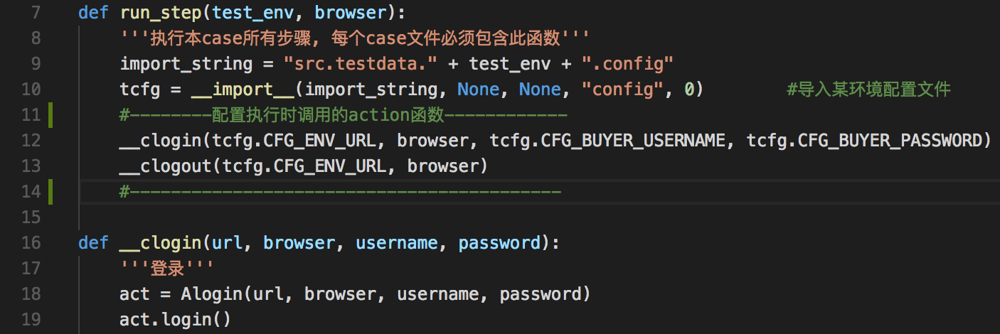 7 def run_step(test_env, browser):
8 '''执行本case所有步骤, 每个case文件必须包含此函数'''
9 import_string = "src.testdata." + test_env + ".config"
10 tcfg = __import__(import_string, None, None, "config", 0) #导入某环境配置文件
11 #--------配置执行时调用的action函数------------
12 __clogin(tcfg.CFG_ENV_URL, browser, tcfg.CFG_BUYER_USERNAME, tcfg.CFG_BUYER_PASSWORD)
13 __clogout(tcfg.CFG_ENV_URL, browser)
14 #------------------------------------------
15
16 def __clogin(url, browser, username, password):
17 '''登录'''
18 act = Alogin(url, browser, username, password)
19 act.login()